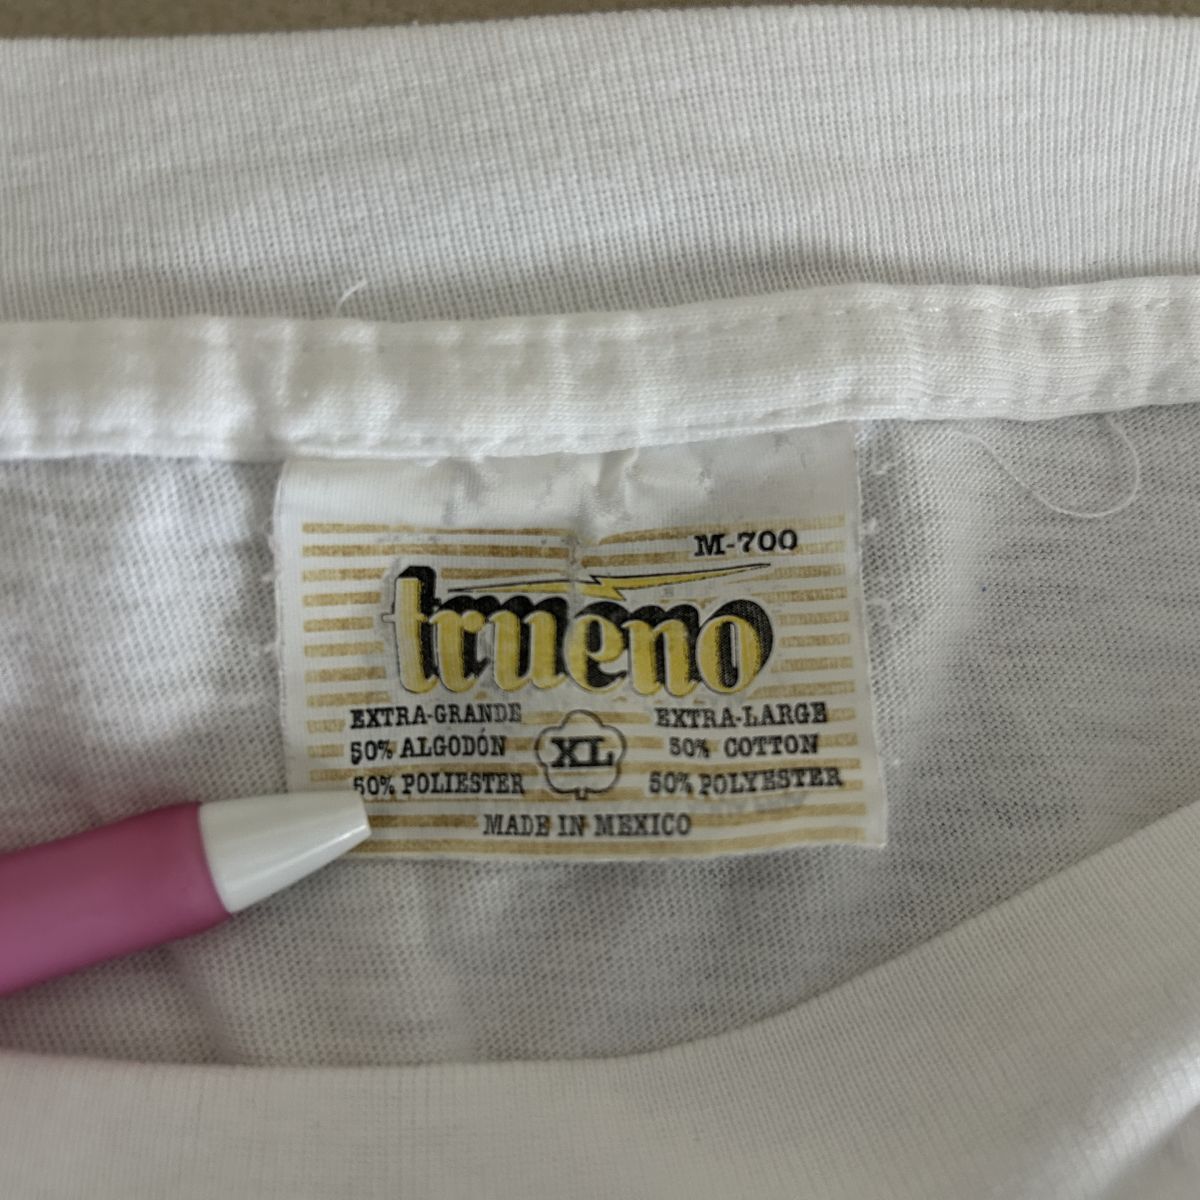 M-700
trueno
EXTRA-GRANDE
50% ALGODÓN
50% POLIESTER
XL
EXTRA-LARGE
50% COTTON
50% POLYESTER
MADE IN MEXICO